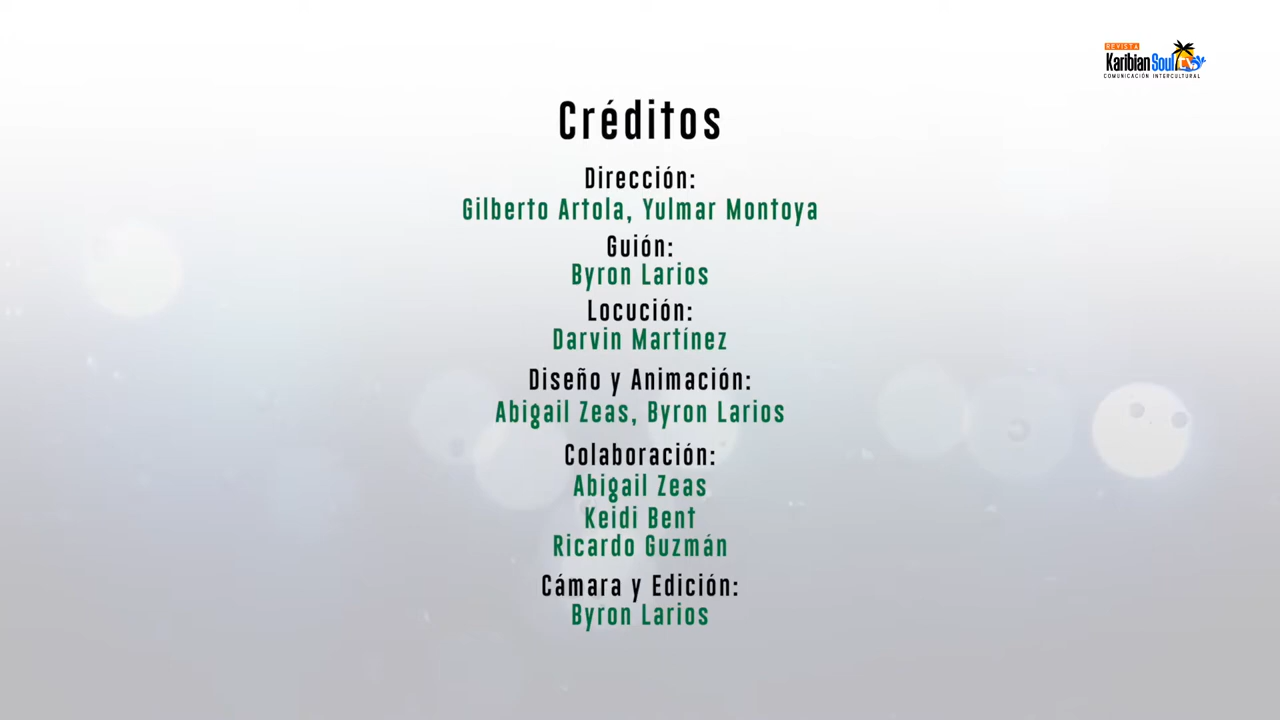 REVISTA
Karibian Soul
COMUNICACIÓN INTERCULTURAL
Créditos
Dirección:
Gilberto Artola, Yulmar Montoya
Guión:
Byron Larios
Locución:
Darvin Martínez
Diseño y Animación:
Abigail Zeas, Byron Larios
Colaboración:
Abigail Zeas
Keidi Bent
Ricardo Guzmán
Cámara y Edición:
Byron Larios